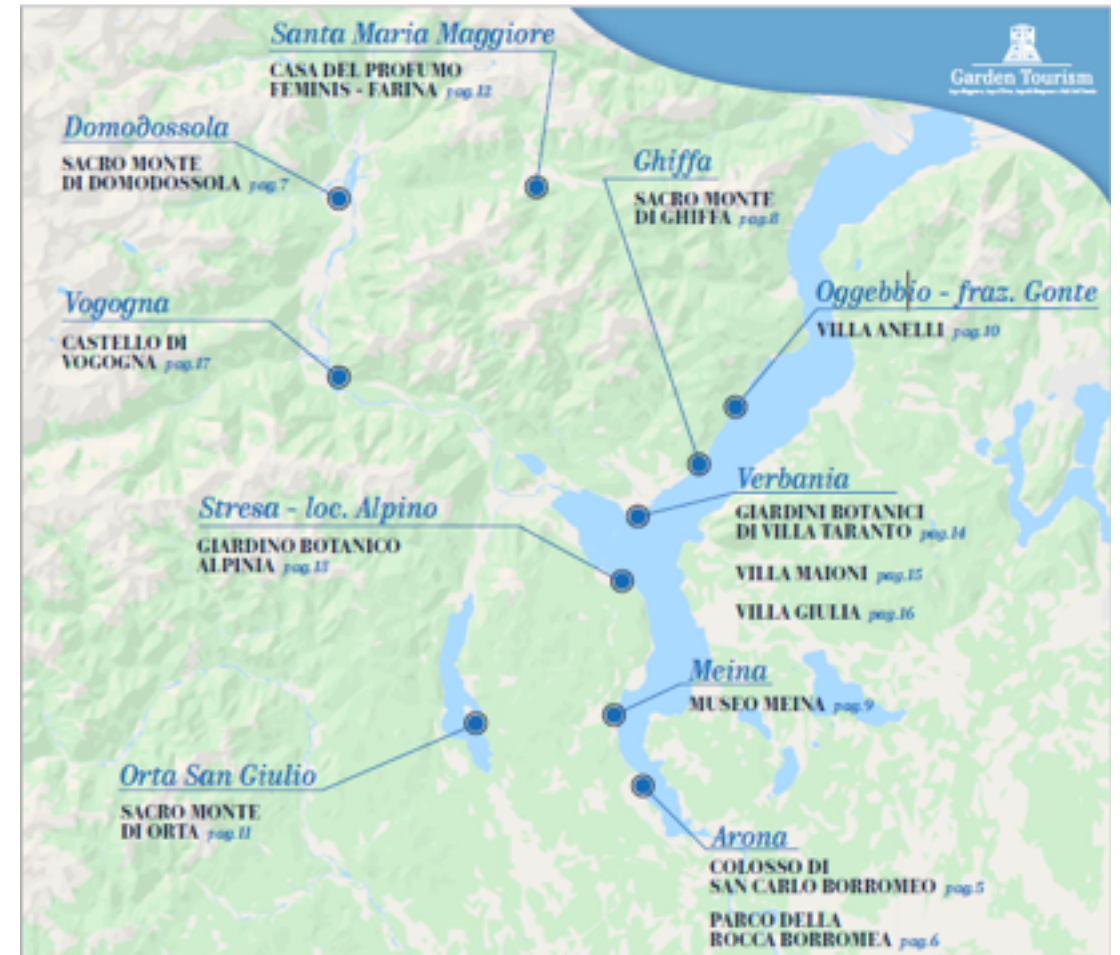 Santa Maria Maggiore
CASA DEL PROFUMO
FEMINIS - FARINA pag.12
Garden Tourism
Domodossola
SACRO MONTE
DI DOMODOSSOLA pag.7
Ghiffa
SACRO MONTE
DI GHIFFA pag.8
Vogogna
CASTELLO DI
VOGOGNA pag.17
Oggebbio - fraz. Gonte
VILLA ANELLI pag.10
Stresa - loc. Alpino
GIARDINO BOTANICO
ALPINIA pag.13
Verbania
GIARDINI BOTANICI
DI VILLA TARANTO pag.14
VILLA MAIONI pag.15
VILLA GIULIA pag.16
Meina
MUSEO MEINA pag.9
Orta San Giulio
SACRO MONTE
DI ORTA pag.11
Arona
COLOSSO DI
SAN CARLO BORROMEO pag.5
PARCO DELLA
ROCCA BORROMEA pag.6